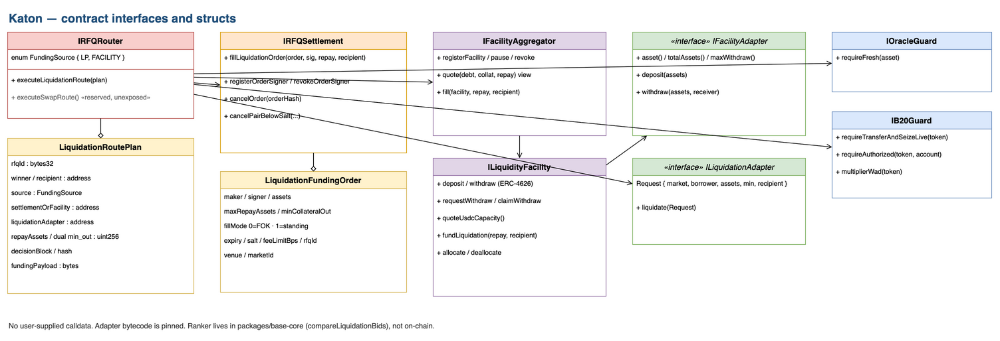 Katon — contract interfaces and structs
IRFQRouter
enum FundingSource { LP, FACILITY }
+ executeLiquidationRoute(plan)
+ executeSwapRoute() «reserved, unexposed»
LiquidationRoutePlan
rfqId : bytes32
winner / recipient : address
source : FundingSource
settlementOrFacility : address
liquidationAdapter : address
repayAssets / dual min_out : uint256
decisionBlock / hash
fundingPayload : bytes
IRFQSettlement
+ fillLiquidationOrder(order, sig, repay, recipient)
+ registerOrderSigner / revokeOrderSigner
+ cancelOrder(orderHash)
+ cancelPairBelowSalt(...)
LiquidationFundingOrder
maker / signer / assets
maxRepayAssets / minCollateralOut
fillMode 0=FOK · 1=standing
expiry / salt / feeLimitBps / rfqId
venue / marketId
IFacilityAggregator
+ registerFacility / pause / revoke
+ quote(debt, collat, repay) view
+ fill(facility, repay, recipient)
ILiquidityFacility
+ deposit / withdraw (ERC-4626)
+ requestWithdraw / claimWithdraw
+ quoteUsdcCapacity()
+ fundLiquidation(repay, recipient)
+ allocate / deallocate
«interface» IFacilityAdapter
+ asset() / totalAssets() / maxWithdraw()
+ deposit(assets)
+ withdraw(assets, receiver)
«interface» ILiquidationAdapter
Request { market, borrower, assets, min, recipient }
+ liquidate(Request)
IOracleGuard
+ requireFresh(asset)
IB20Guard
+ requireTransferAndSeizeLive(token)
+ requireAuthorized(token, account)
+ multiplierWad(token)
No user-supplied calldata. Adapter bytecode is pinned. Ranker lives in packages/base-core (compareLiquidationBids), not on-chain.